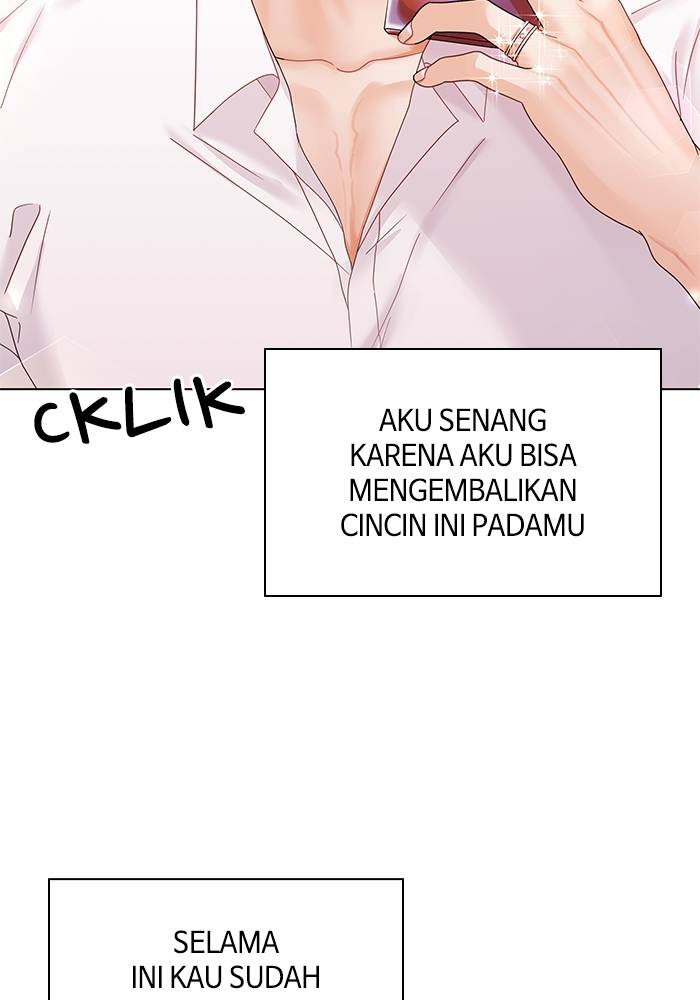 CKLIK
AKU SENANG
KARENA AKU BISA
MENGEMBALIKAN
CINCIN INI PADAMU
SELAMA
INI KAU SUDAH